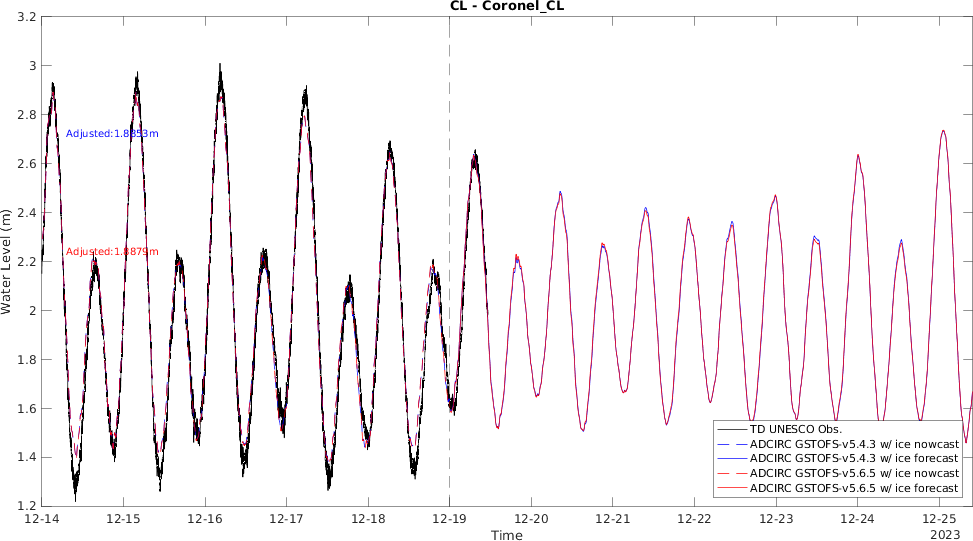 CL - Coronel_CL
3.2
3
2.8
2.6
2.4
2.2
2
1.8
1.6
1.4
1.2
Water Level (m)
Adjusted:1.8853m
Adjusted:1.8879m
TD UNESCO Obs.
ADCIRC GSTOFS-v5.4.3 w/ ice nowcast
ADCIRC GSTOFS-v5.4.3 w/ ice forecast
ADCIRC GSTOFS-v5.6.5 w/ ice nowcast
ADCIRC GSTOFS-v5.6.5 w/ ice forecast
12-14 12-15 12-16 12-17 12-18 12-19 12-20 12-21 12-22 12-23 12-24 12-25
Time
2023